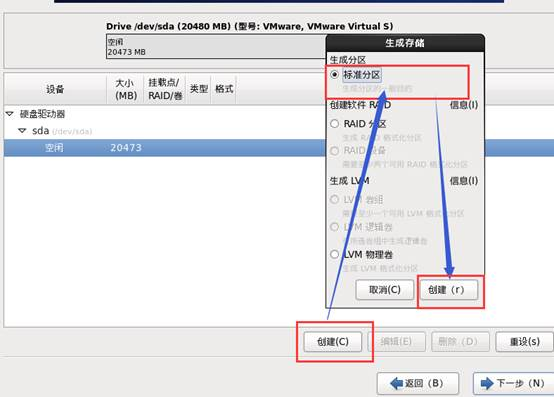 Drive /dev/sda (20480 MB) (型号: VMware, VMware Virtual S)
空闲
20473 MB
设备
大小
(MB)
挂载点/
RAID/卷
类型
格式
硬盘驱动器
sda (/dev/sda)
空闲
20473
生成存储
生成分区
标准分区
生成分区的一般目的
创建软件 RAID
信息(I)
RAID 分区
生成 RAID 格式化分区
RAID 设备
需要至少两个可用 RAID 格式化分区
生成 LVM
信息(I)
LVM 卷组
需要至少一个可用 LVM 格式化分区
LVM 逻辑卷
在所选卷组中生成逻辑卷
LVM 物理卷
生成 LVM 格式化分区
取消(C)
创建（r）
创建(C)
编辑(E)
删除（D）
重设(s)
返回（B）
下一步（N）